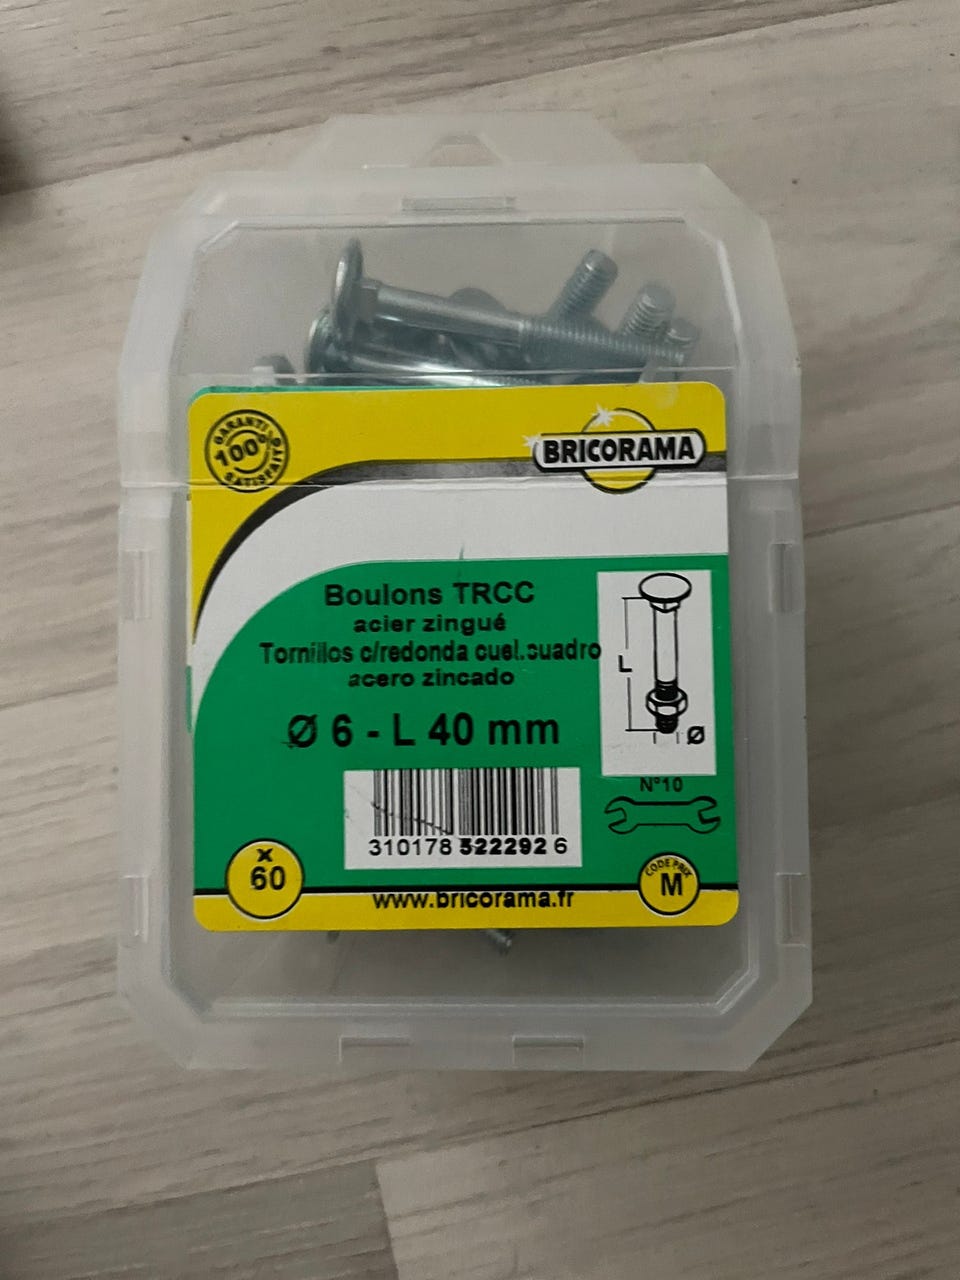 GARANTI
100%
SATISFAIT
BRICORAMA
Boulons TRCC
acier zingué
Tornillos c/redonda cuel.cuadro
acero zincado
Ø 6 - L 40 mm
L
Ø
N°10
310178 522292 6
x
60
CODE PRIX
M
www.bricorama.fr